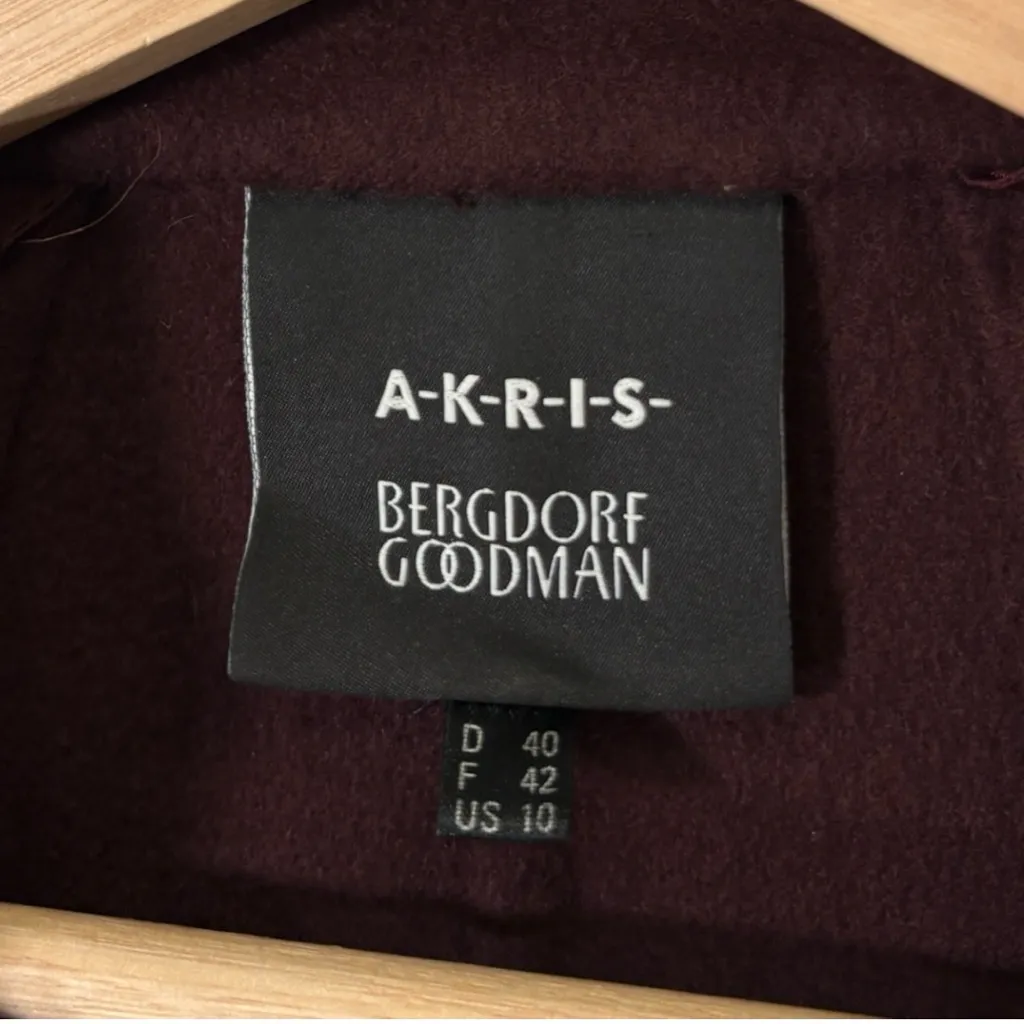 A-K-R-I-S-
BERGDORF
GOODMAN
D 40
F 42
US 10